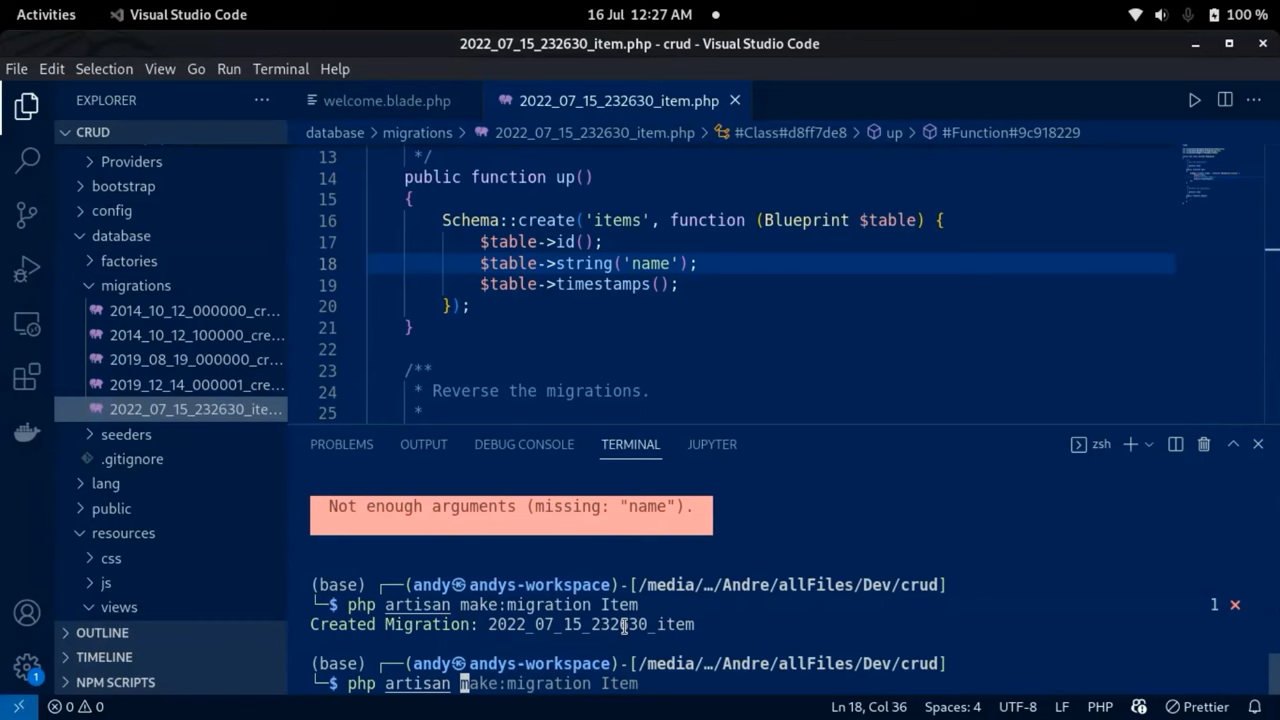 Activities Visual Studio Code 16 Jul 12:27 AM 100 %
2022_07_15_232630_item.php - crud - Visual Studio Code
File Edit Selection View Go Run Terminal Help
EXPLORER
welcome.blade.php 2022_07_15_232630_item.php
CRUD
database > migrations > 2022_07_15_232630_item.php > #Class#d8ff7de8 > up > #Function#9c918229
Providers
bootstrap
config
database
factories
migrations
2014_10_12_000000_cr...
2014_10_12_100000_cre...
2019_08_19_000000_cr...
2019_12_14_000001_cre...
2022_07_15_232630_ite...
seeders
.gitignore
lang
public
resources
css
js
views
OUTLINE
TIMELINE
NPM SCRIPTS
13 */
14 public function up()
15 {
16 Schema::create('items', function (Blueprint $table) {
17 $table->id();
18 $table->string('name');
19 $table->timestamps();
20 });
21 }
22
23 /**
24 * Reverse the migrations.
25 *
PROBLEMS OUTPUT DEBUG CONSOLE TERMINAL JUPYTER zsh
Not enough arguments (missing: "name").
(base) ┌──(andy㉿andys-workspace)-[/media/…/Andre/allFiles/Dev/crud]
└─$ php artisan make:migration Item 1 ✕
Created Migration: 2022_07_15_232630_item
(base) ┌──(andy㉿andys-workspace)-[/media/…/Andre/allFiles/Dev/crud]
└─$ php artisan make:migration Item
1
0 0 Ln 18, Col 36 Spaces: 4 UTF-8 LF PHP Prettier